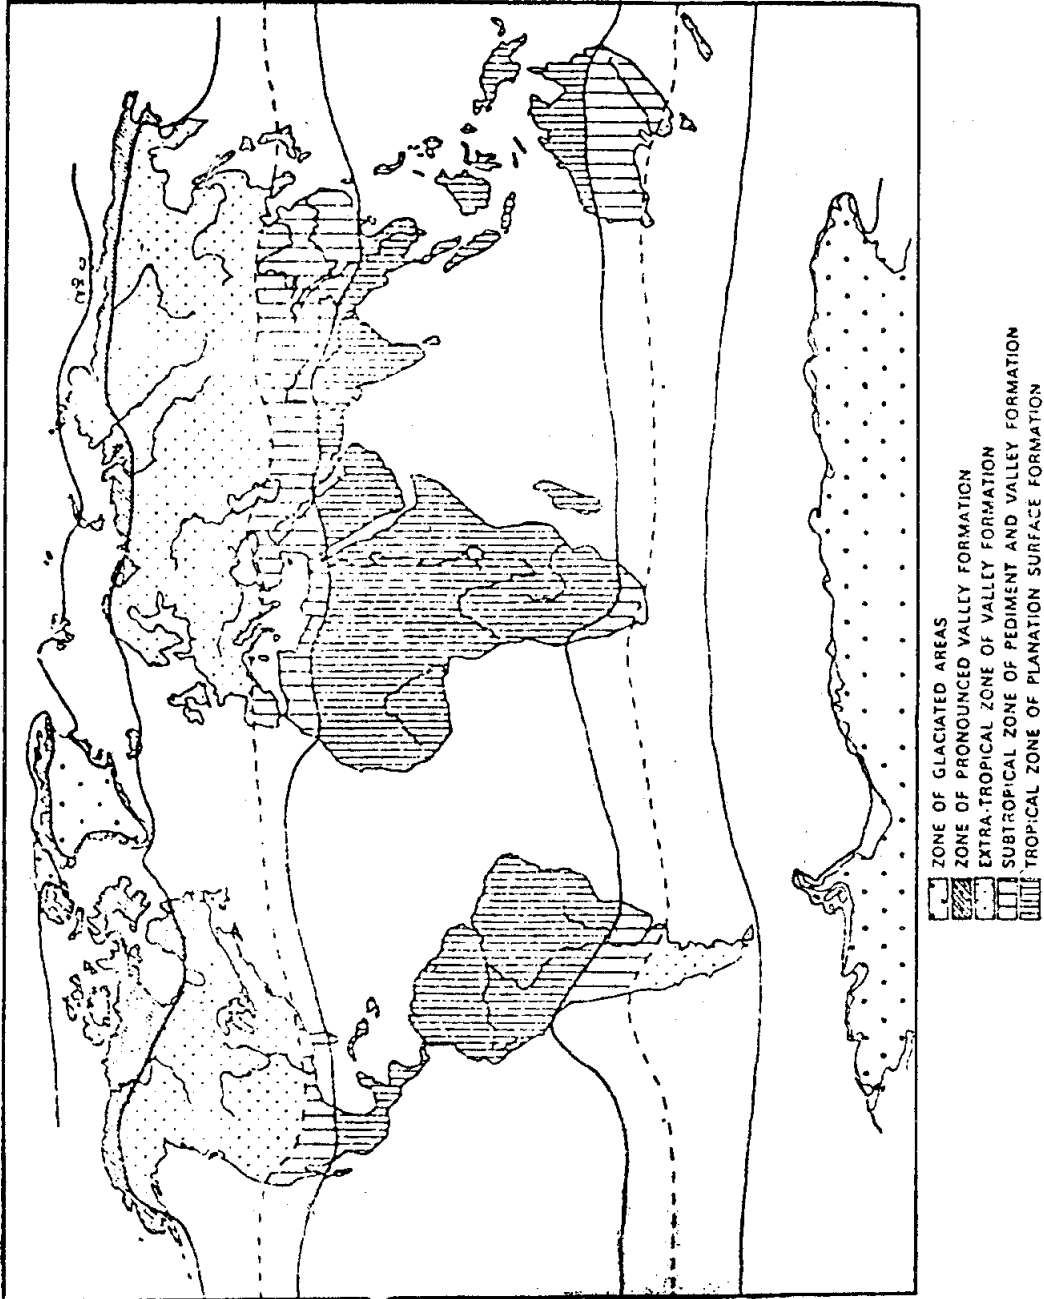 ZONE OF GLACIATED AREAS
ZONE OF PRONOUNCED VALLEY FORMATION
EXTRA-TROPICAL ZONE OF VALLEY FORMATION
SUBTROPICAL ZONE OF PEDIMENT AND VALLEY FORMATION
TROPICAL ZONE OF PLANATION SURFACE FORMATION